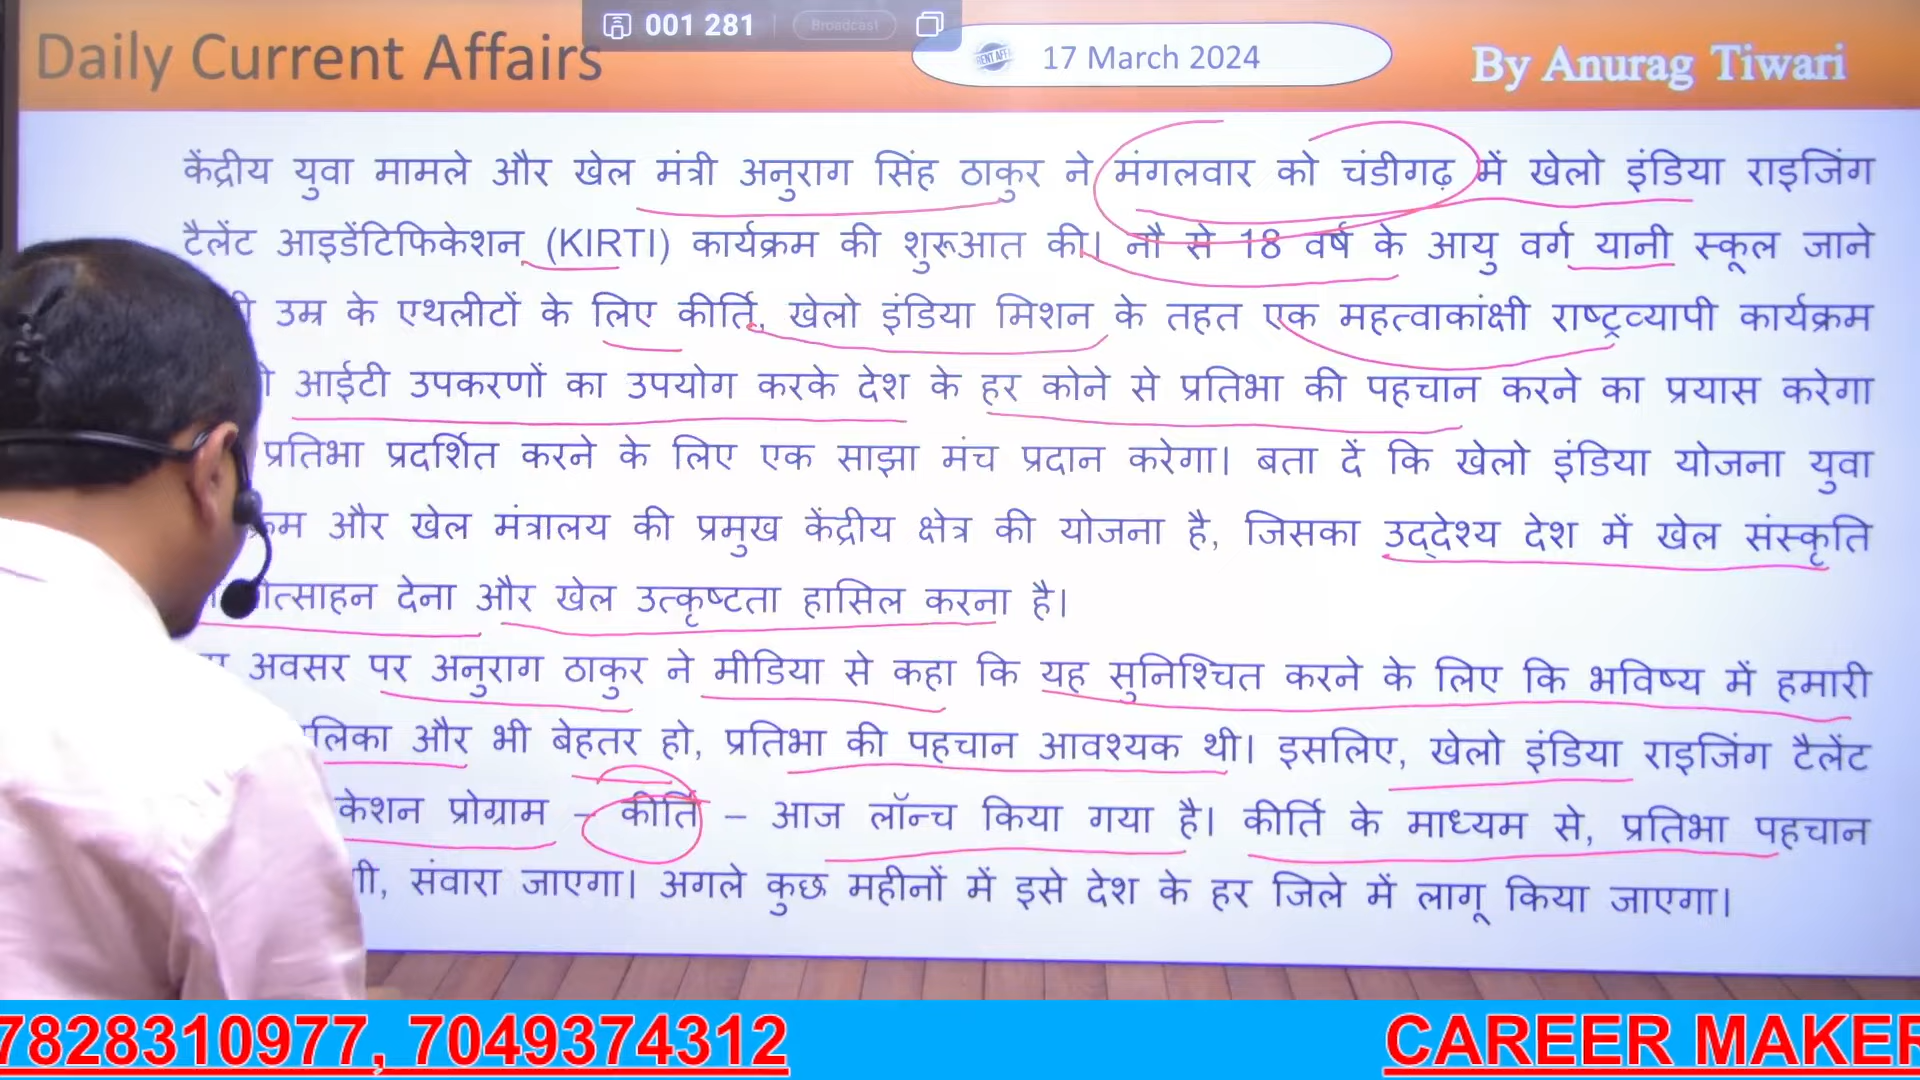 001 281 Broadcast
Daily Current Affairs 17 March 2024 By Anurag Tiwari
केंद्रीय युवा मामले और खेल मंत्री अनुराग सिंह ठाकुर ने मंगलवार को चंडीगढ़ में खेलो इंडिया राइजिंग
टैलेंट आइडेंटिफिकेशन (KIRTI) कार्यक्रम की शुरूआत की। नौ से 18 वर्ष के आयु वर्ग यानी स्कूल जाने
उम्र के एथलीटों के लिए कीर्ति, खेलो इंडिया मिशन के तहत एक महत्वाकांक्षी राष्ट्रव्यापी कार्यक्रम
आईटी उपकरणों का उपयोग करके देश के हर कोने से प्रतिभा की पहचान करने का प्रयास करेगा
प्रतिभा प्रदर्शित करने के लिए एक साझा मंच प्रदान करेगा। बता दें कि खेलो इंडिया योजना युवा
और खेल मंत्रालय की प्रमुख केंद्रीय क्षेत्र की योजना है, जिसका उद्देश्य देश में खेल संस्कृति
देना और खेल उत्कृष्टता हासिल करना है।
अवसर पर अनुराग ठाकुर ने मीडिया से कहा कि यह सुनिश्चित करने के लिए कि भविष्य में हमारी
और भी बेहतर हो, प्रतिभा की पहचान आवश्यक थी। इसलिए, खेलो इंडिया राइजिंग टैलेंट
प्रोग्राम – कीर्ति – आज लॉन्च किया गया है। कीर्ति के माध्यम से, प्रतिभा पहचान
संवारा जाएगा। अगले कुछ महीनों में इसे देश के हर जिले में लागू किया जाएगा।
7828310977, 7049374312 CAREER MAKER